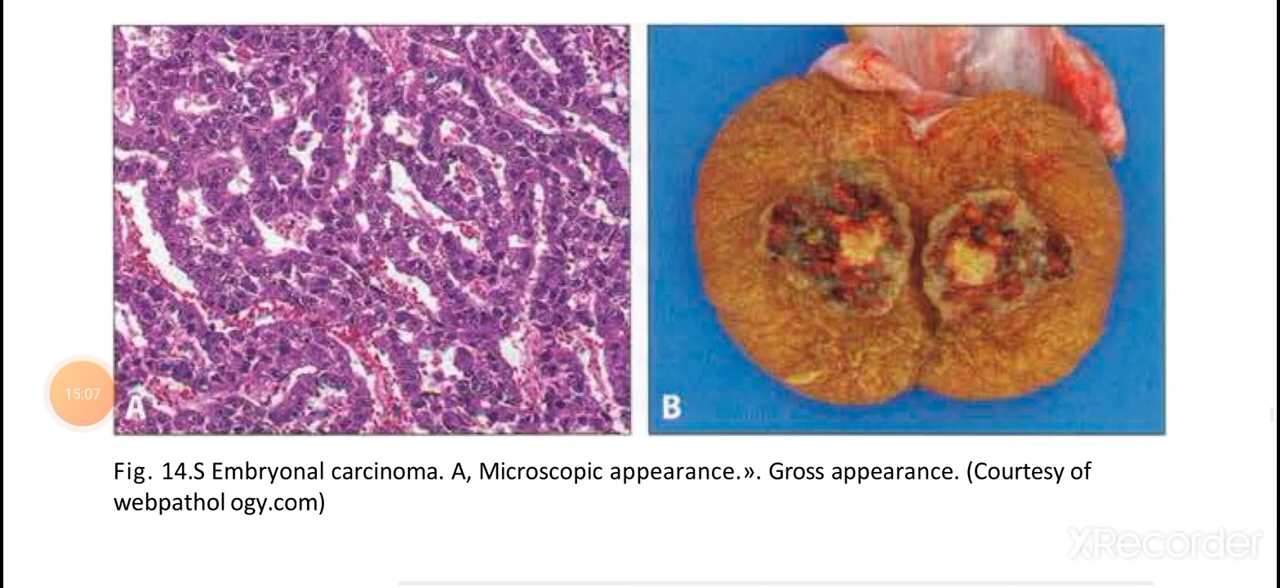 A
B
15:07
Fig. 14.S Embryonal carcinoma. A, Microscopic appearance.». Gross appearance. (Courtesy of
webpathol ogy.com)
XRecorder